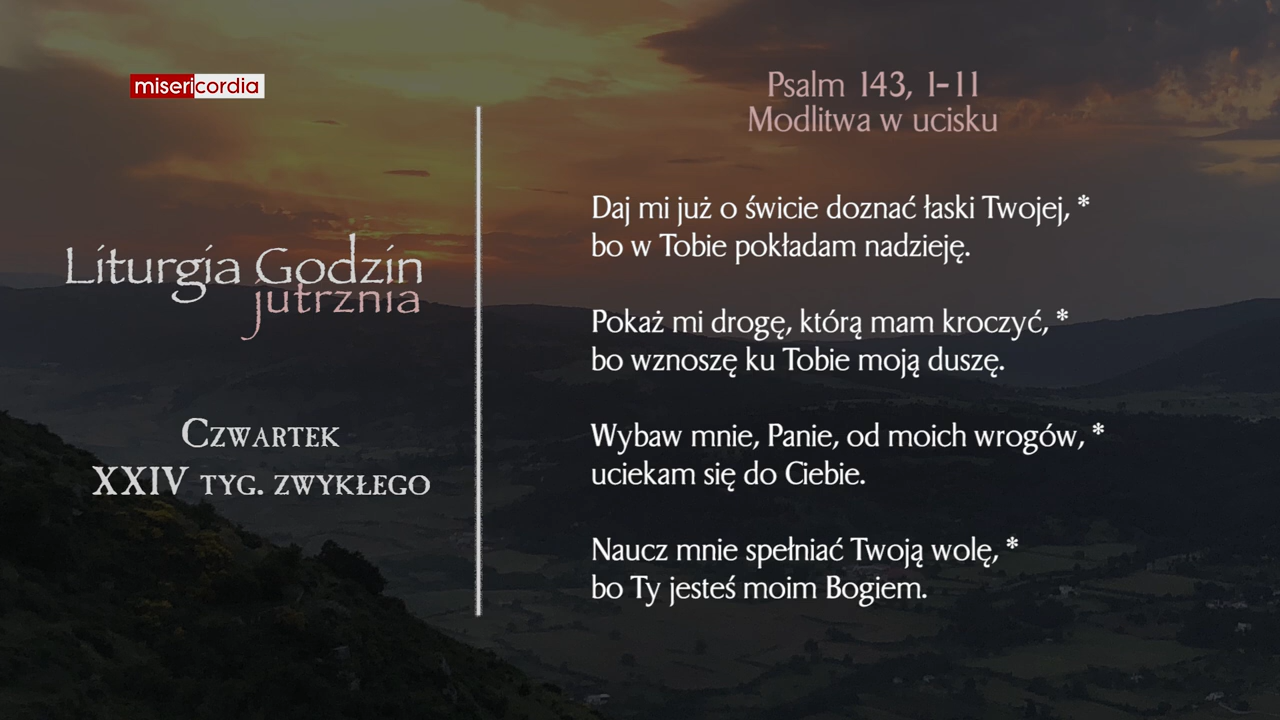 misericordia
Liturgia Godzin
jutrznia
Czwartek
XXIV tyg. zwykłego
Psalm 143, 1-11
Modlitwa w ucisku
Daj mi już o świcie doznać łaski Twojej, *
bo w Tobie pokładam nadzieję.
Pokaż mi drogę, którą mam kroczyć, *
bo wznoszę ku Tobie moją duszę.
Wybaw mnie, Panie, od moich wrogów, *
uciekam się do Ciebie.
Naucz mnie spełniać Twoją wolę, *
bo Ty jesteś moim Bogiem.